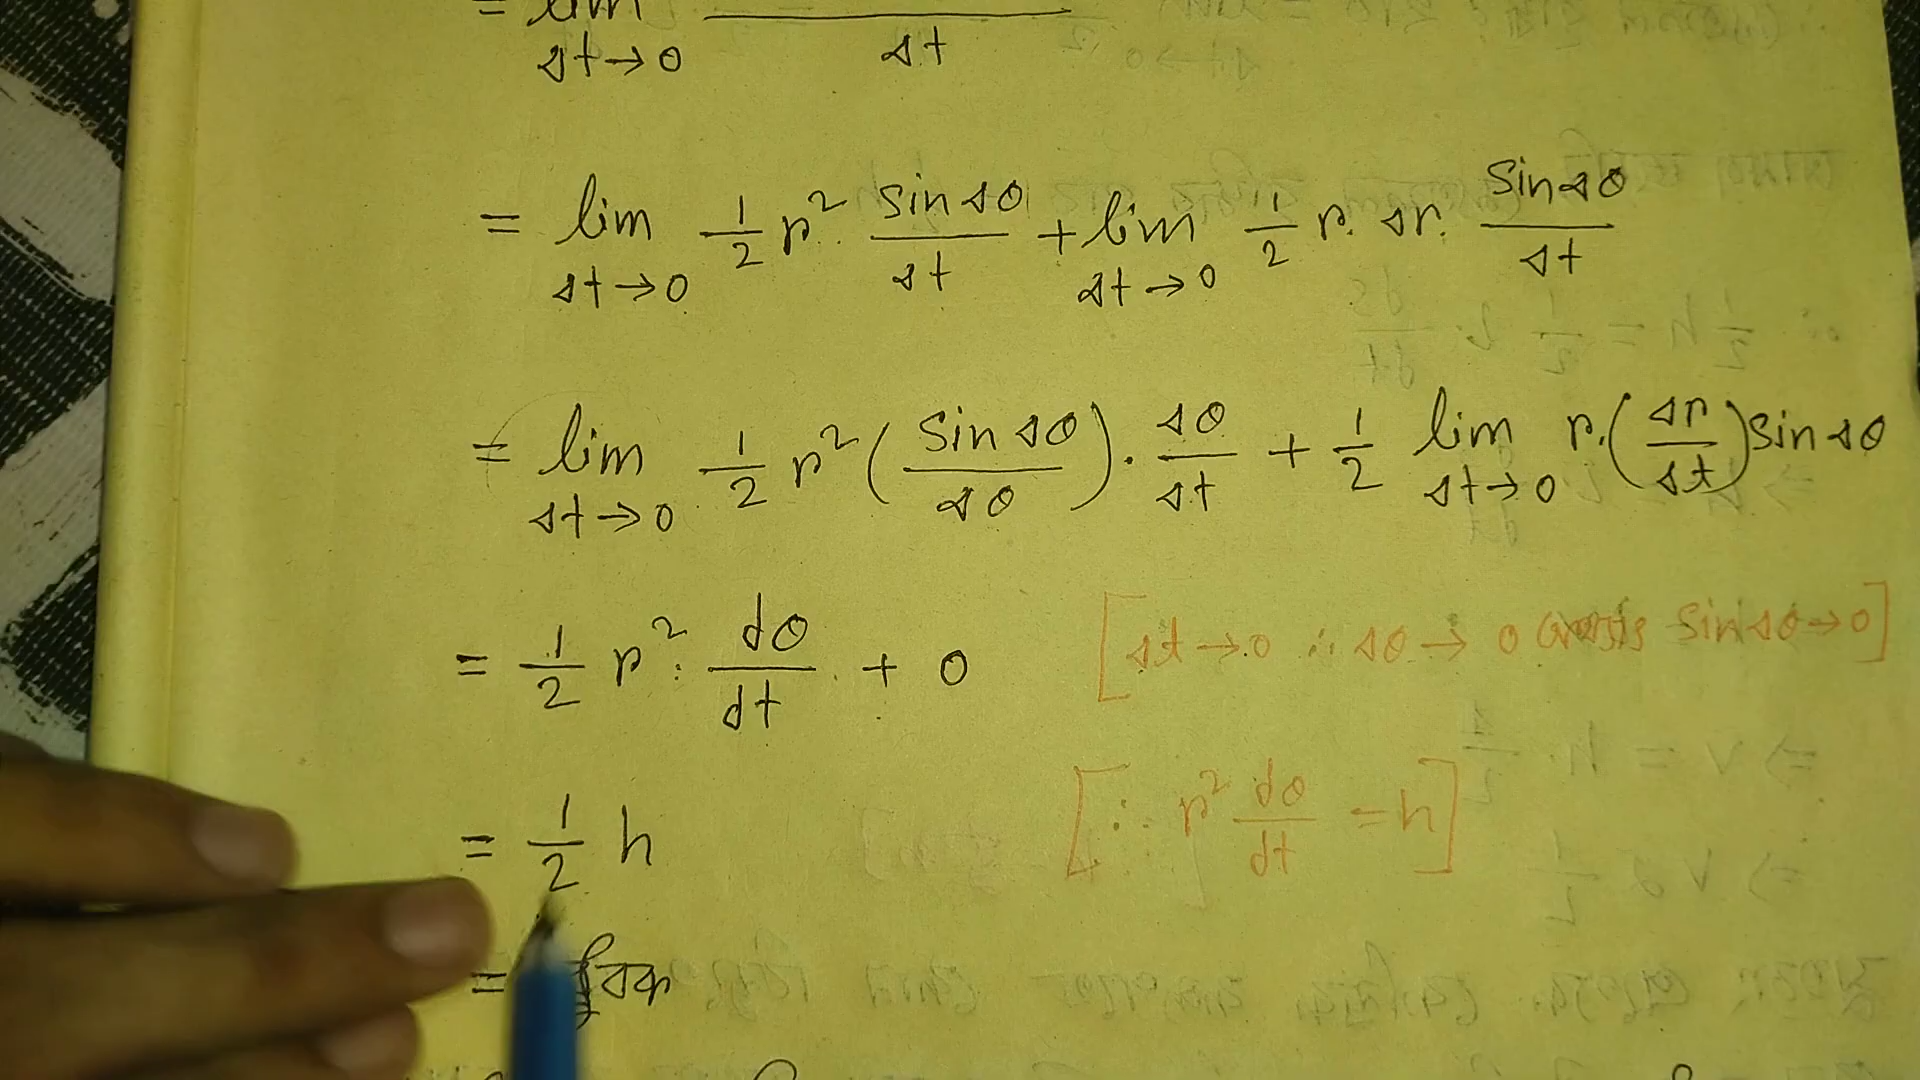 = lim
Δt→0 Δt
= lim Δt→0 1/2 r². sinΔθ/Δt + lim Δt→0 1/2 r. Δr. sinΔθ/Δt
= lim Δt→0 1/2 r² (sinΔθ/Δθ). Δθ/Δt + 1/2 lim Δt→0 r. (Δr/Δt) sinΔθ
= 1/2 r². dθ/dt + 0 [Δt→0 ∴ Δθ→0 sinΔθ→0]
= 1/2 h [∵ r² dθ/dt = h]
= ধ্রুবক